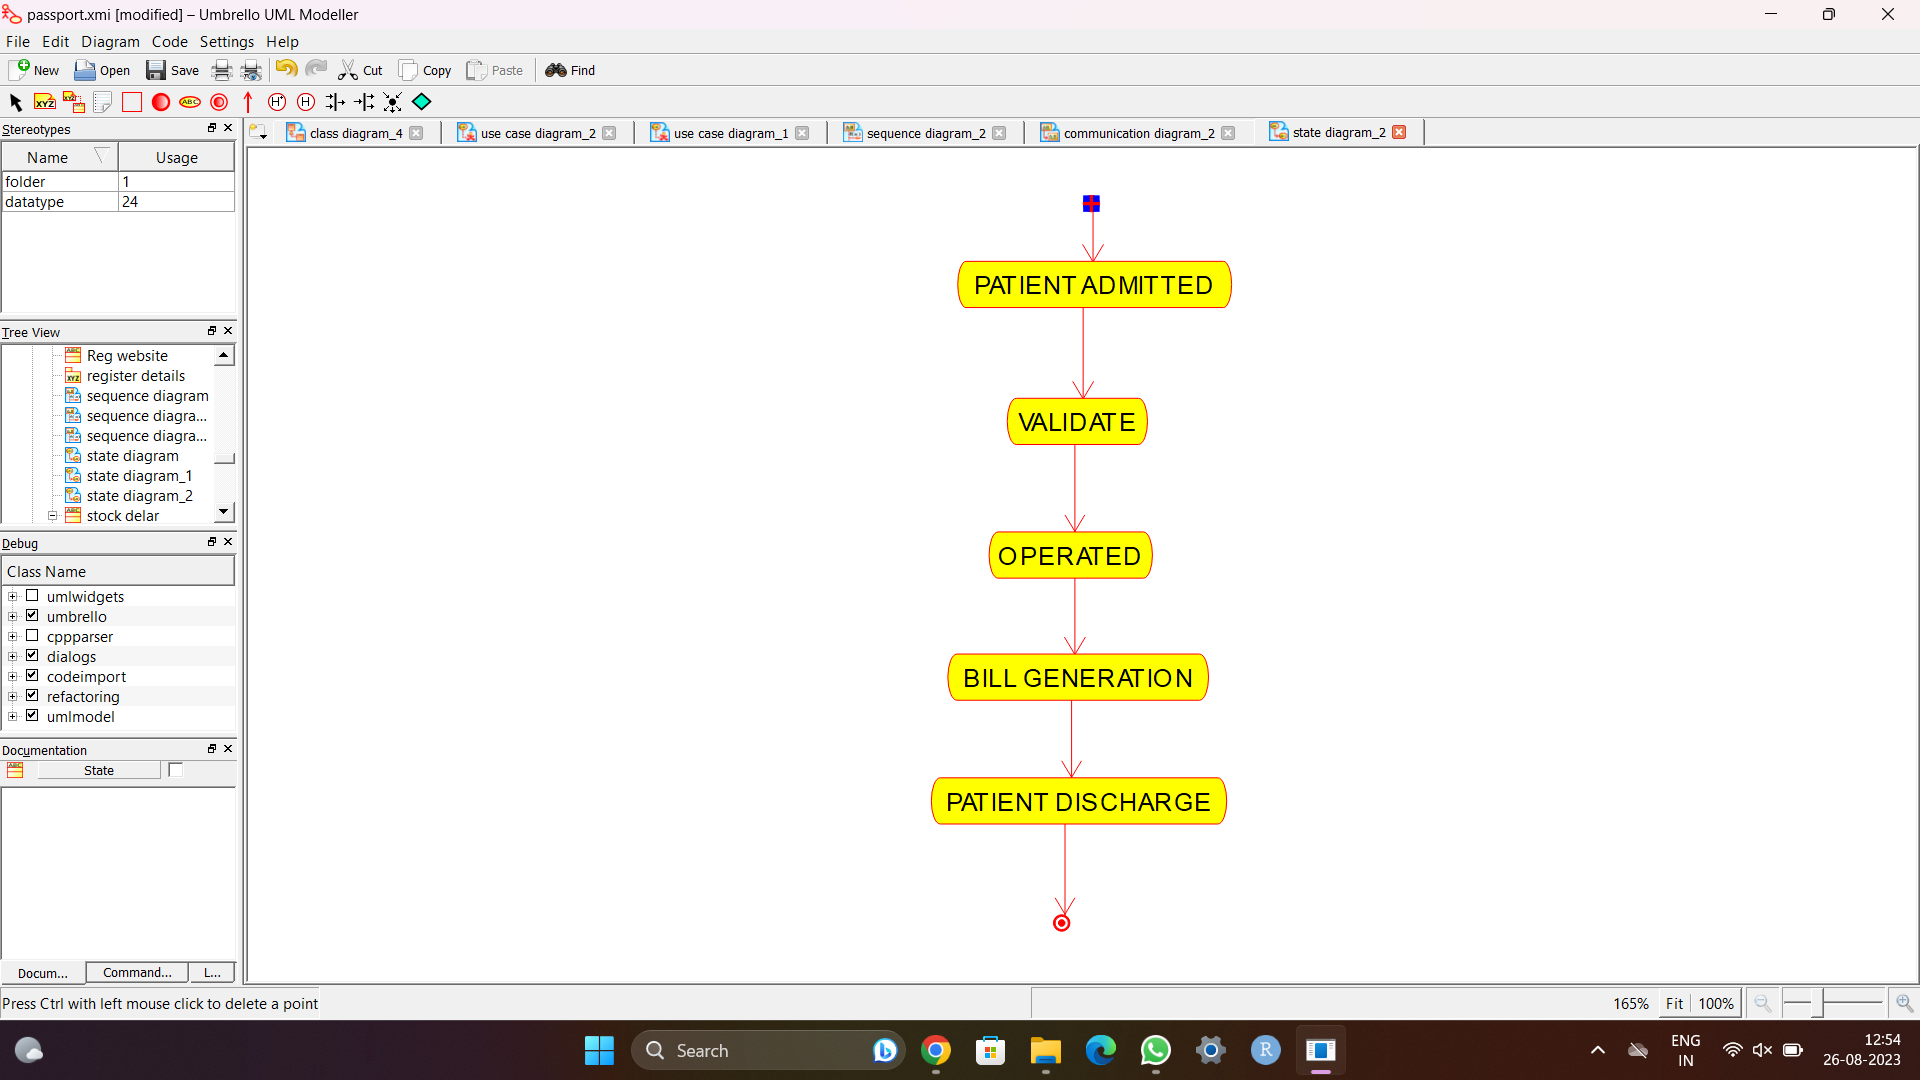 passport.xmi [modified] – Umbrello UML Modeller
File Edit Diagram Code Settings Help
New Open Save Cut Copy Paste Find
XYZ XYZ ABC H* H
Stereotypes
class diagram_4 use case diagram_2 use case diagram_1 sequence diagram_2 communication diagram_2 state diagram_2
Name Usage
folder 1
datatype 24
Tree View
Reg website
register details
sequence diagram
sequence diagra...
sequence diagra...
state diagram
state diagram_1
state diagram_2
stock delar
Debug
Class Name
umlwidgets
umbrello
cppparser
dialogs
codeimport
refactoring
umlmodel
Documentation
State
Docum... Command... L...
PATIENT ADMITTED
VALIDATE
OPERATED
BILL GENERATION
PATIENT DISCHARGE
Press Ctrl with left mouse click to delete a point
165% Fit 100%
Search
R
ENG
IN
12:54
26-08-2023